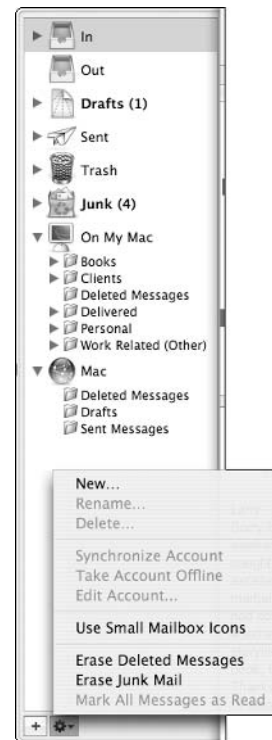 In
Out
Drafts (1)
Sent
Trash
Junk (4)
On My Mac
Books
Clients
Deleted Messages
Delivered
Personal
Work Related (Other)
Mac
Deleted Messages
Drafts
Sent Messages
New...
Rename...
Delete...
Synchronize Account
Take Account Offline
Edit Account...
Use Small Mailbox Icons
Erase Deleted Messages
Erase Junk Mail
Mark All Messages as Read